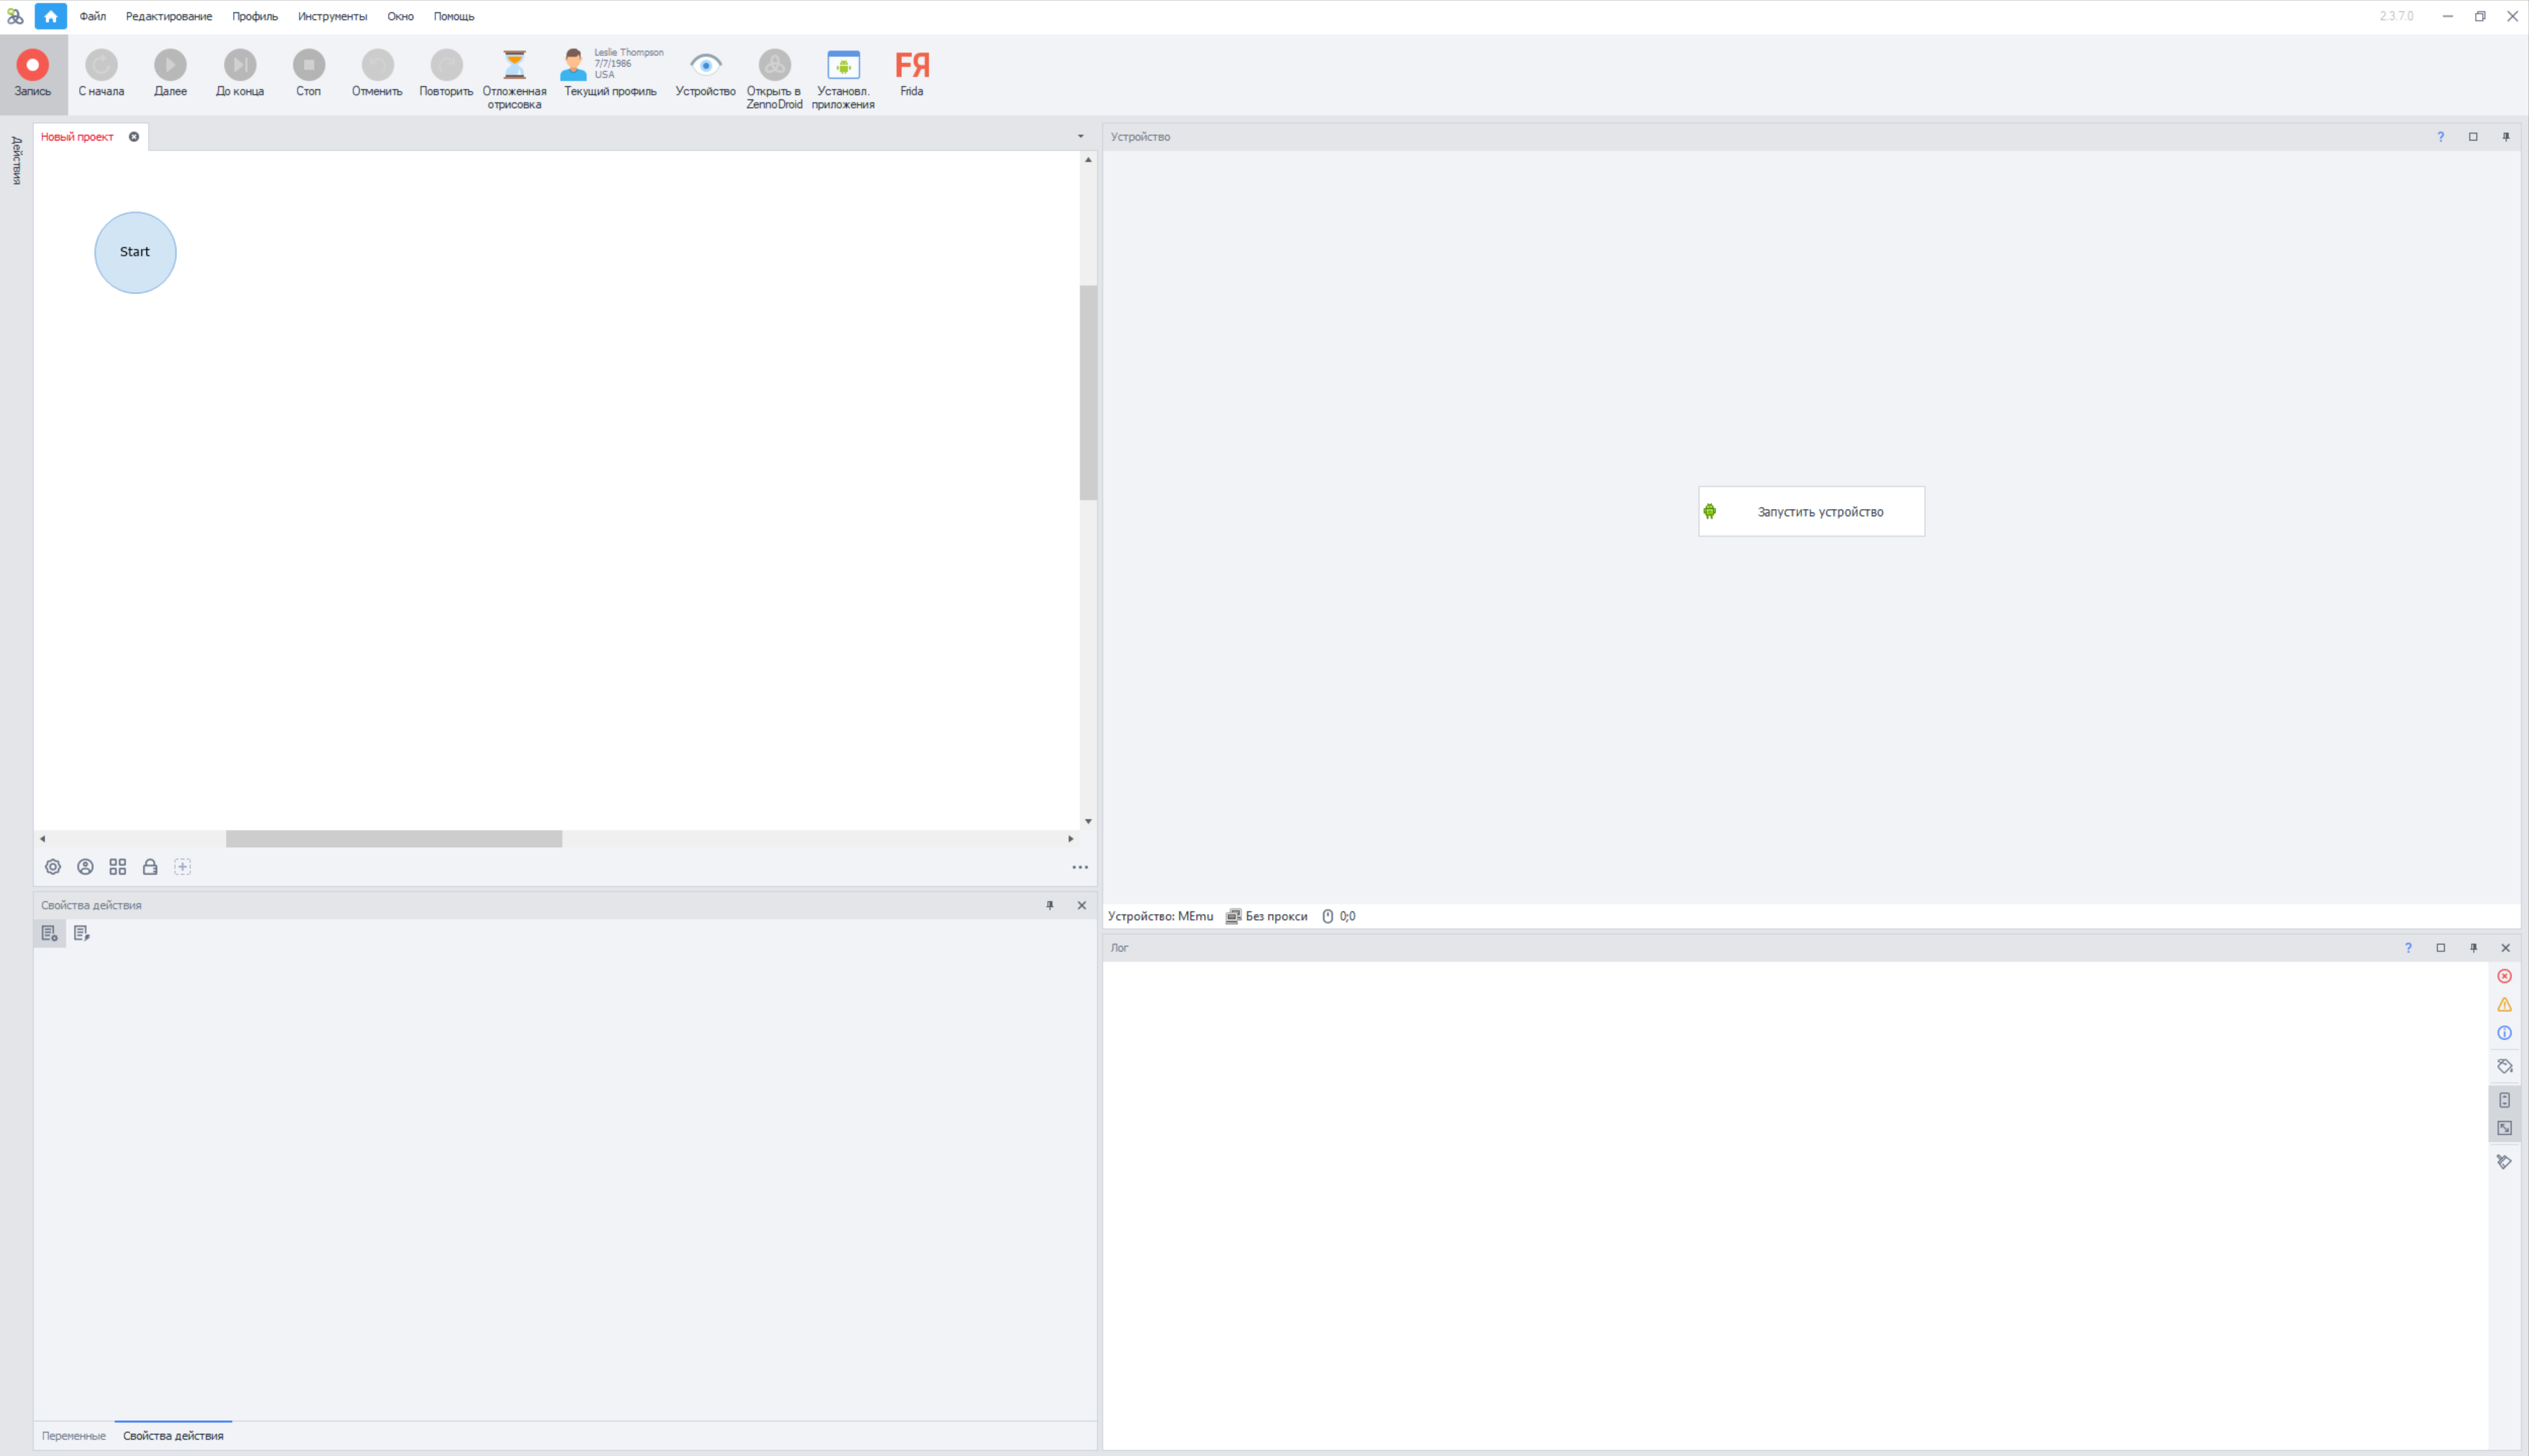 Файл Редактирование Профиль Инструменты Окно Помощь 2.3.7.0
Запись
С начала
Далее
До конца
Стоп
Отменить
Повторить
Отложенная
отрисовка
Leslie Thompson
7/7/1986
USA
Текущий профиль
Устройство
Открыть в
ZennoDroid
Установл.
приложения
FЯ
Frida
Действия
Новый проект
Start
Свойства действия
Переменные Свойства действия
Устройство ?
Запустить устройство
Устройство: MEmu Без прокси 0;0
Лог ?